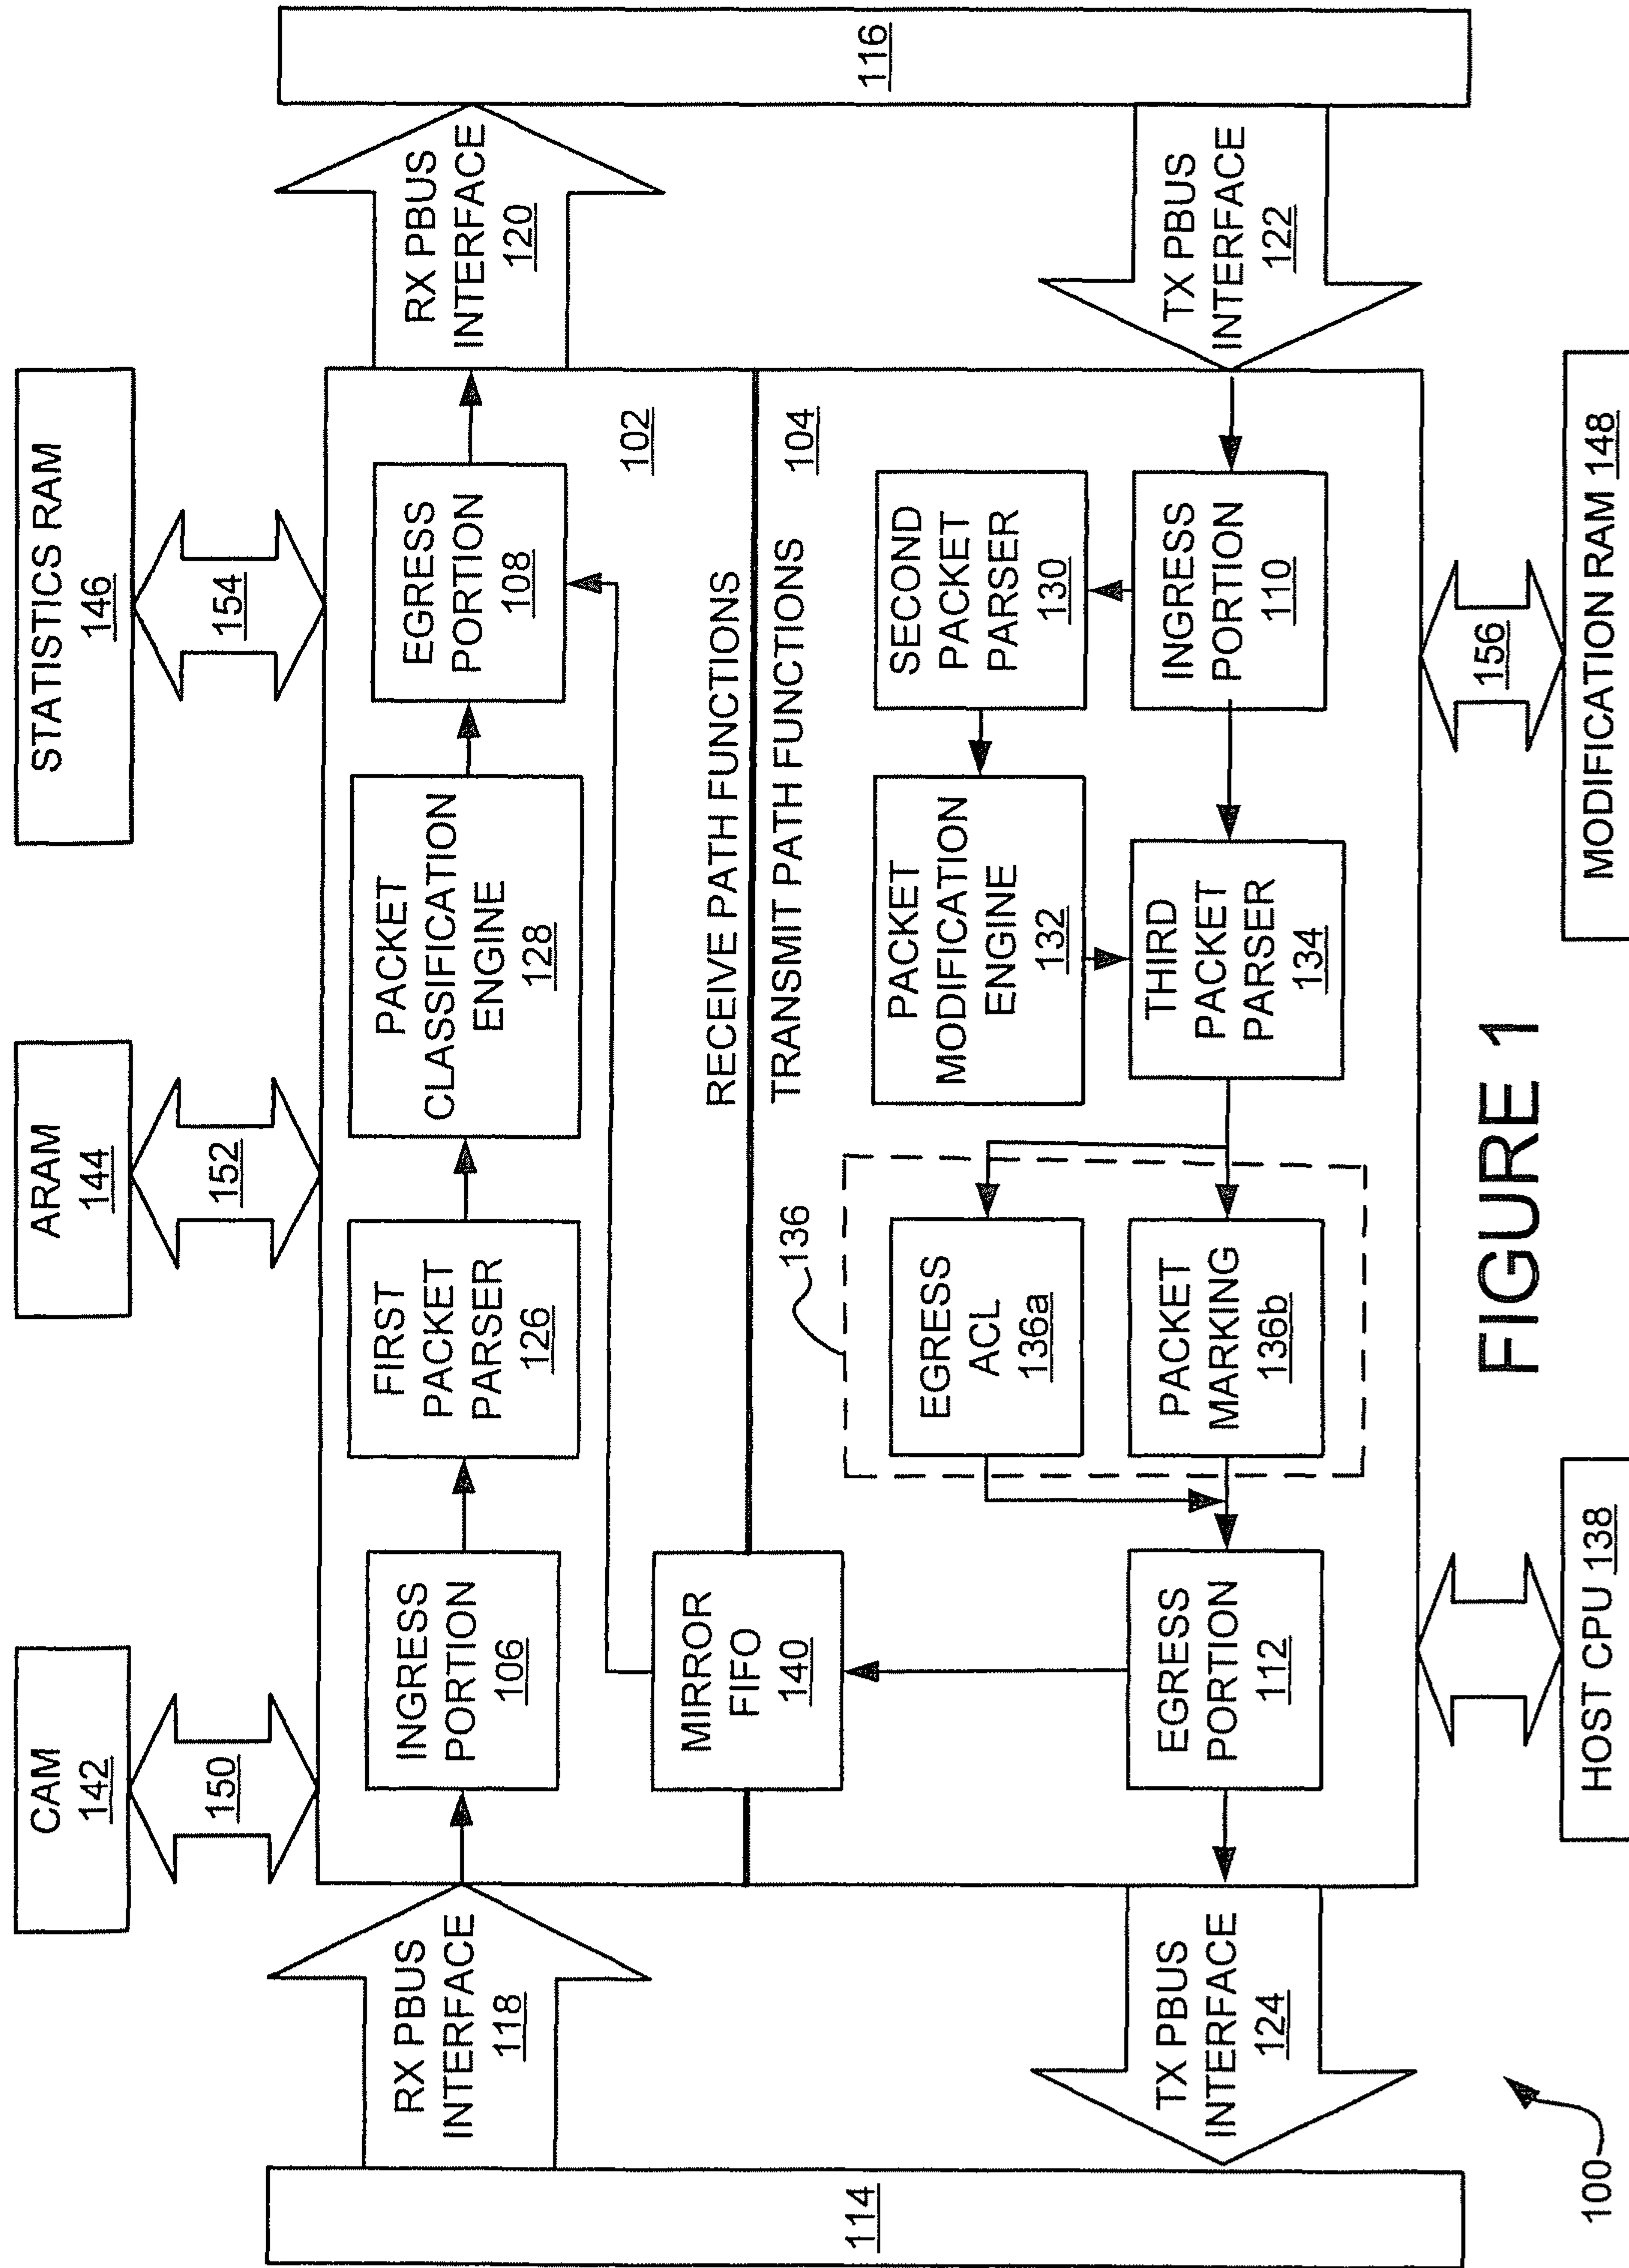 CAM
142
ARAM
144
STATISTICS RAM
146
150
152
154
114
RX PBUS
INTERFACE
118
INGRESS
PORTION
106
FIRST
PACKET
PARSER
126
PACKET
CLASSIFICATION
ENGINE
128
EGRESS
PORTION
108
RX PBUS
INTERFACE
120
116
102
RECEIVE PATH FUNCTIONS
MIRROR
FIFO
140
TRANSMIT PATH FUNCTIONS
104
136
EGRESS
ACL
136a
PACKET
MODIFICATION
ENGINE
132
SECOND
PACKET
PARSER
130
TX PBUS
INTERFACE
124
EGRESS
PORTION
112
PACKET
MARKING
136b
THIRD
PACKET
PARSER
134
INGRESS
PORTION
110
TX PBUS
INTERFACE
122
156
HOST CPU 138
MODIFICATION RAM 148
100
FIGURE 1